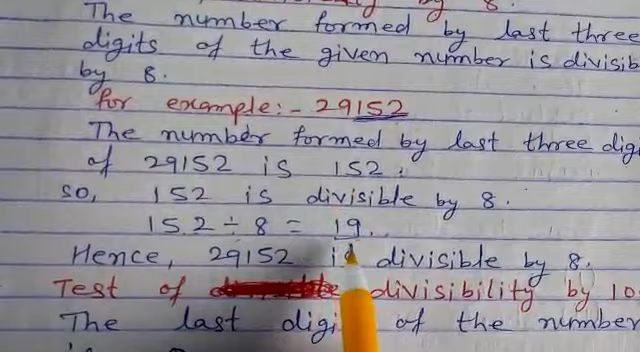 by 8.
The number formed by last three
digits of the given number is divisib
by 8.
for example:- 29152
The number formed by last three dig
of 29152 is 152.
so, 152 is divisible by 8.
152 ÷ 8 = 19.
Hence, 29152 is divisible by 8.
Test of divisibility by 10
The last digi of the number